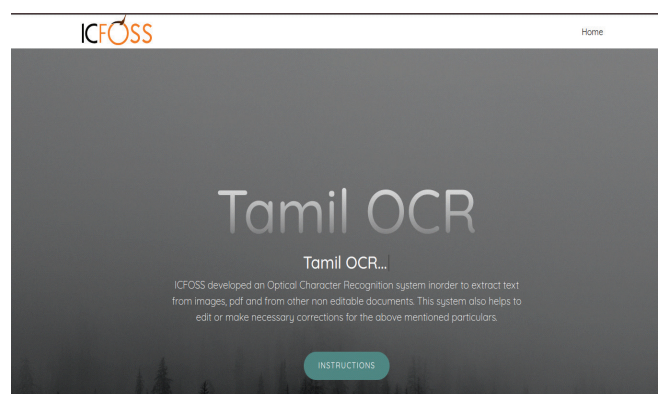 ICFOSS
Home
Tamil OCR
Tamil OCR...
ICFOSS developed an Optical Character Recognition system inorder to extract text
from images, pdf and from other non editable documents. This system also helps to
edit or make necessary corrections for the above mentioned particulars.
INSTRUCTIONS